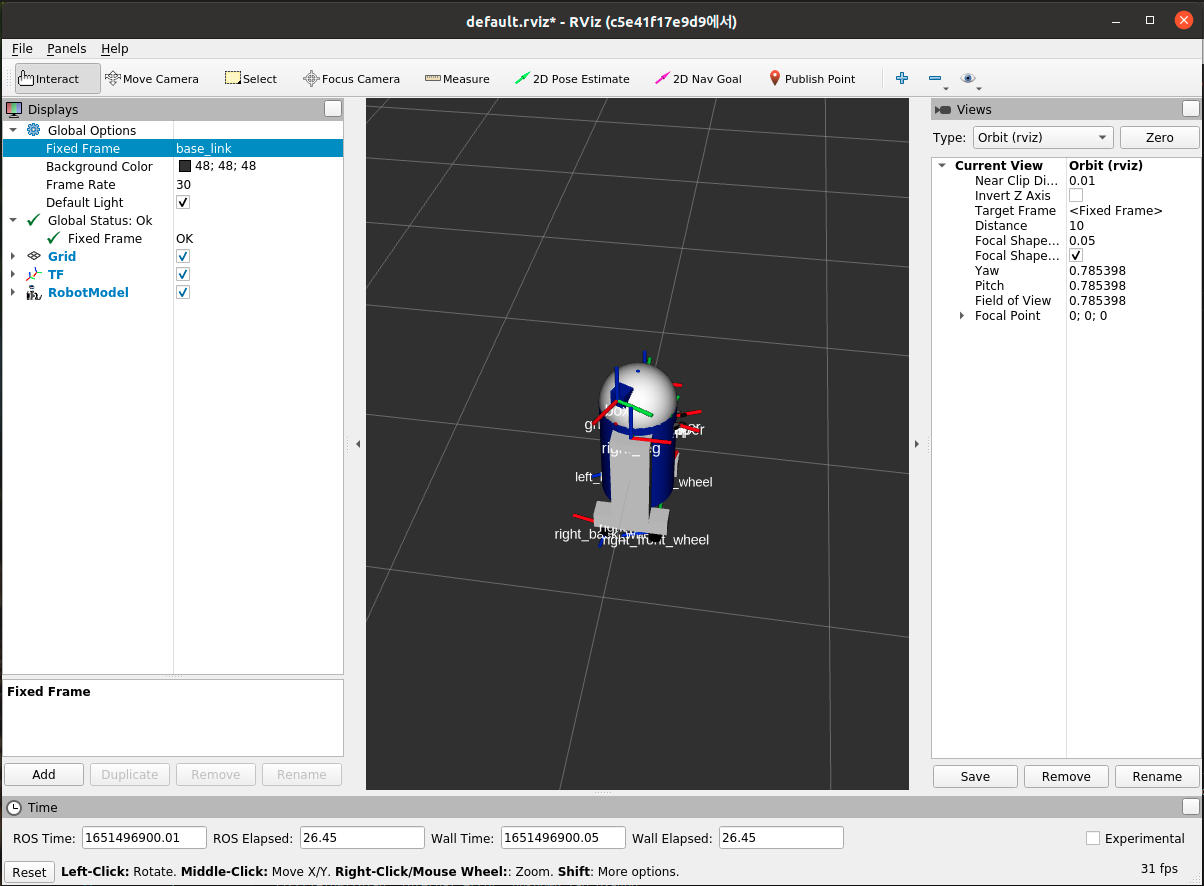 default.rviz* - RViz (c5e41f17e9d9에서)
File Panels Help
Interact Move Camera Select Focus Camera Measure 2D Pose Estimate 2D Nav Goal Publish Point
Displays
Global Options
Fixed Frame base_link
Background Color 48; 48; 48
Frame Rate 30
Default Light
Global Status: Ok
Fixed Frame OK
Grid
TF
RobotModel
Fixed Frame
Add Duplicate Remove Rename
box
right_leg
wheel
right_front_wheel
Views
Type: Orbit (rviz) Zero
Current View Orbit (rviz)
Near Clip Di... 0.01
Invert Z Axis
Target Frame <Fixed Frame>
Distance 10
Focal Shape... 0.05
Focal Shape...
Yaw 0.785398
Pitch 0.785398
Field of View 0.785398
Focal Point 0; 0; 0
Save Remove Rename
Time
ROS Time: 1651496900.01 ROS Elapsed: 26.45 Wall Time: 1651496900.05 Wall Elapsed: 26.45 Experimental
Reset Left-Click: Rotate. Middle-Click: Move X/Y. Right-Click/Mouse Wheel:: Zoom. Shift: More options. 31 fps